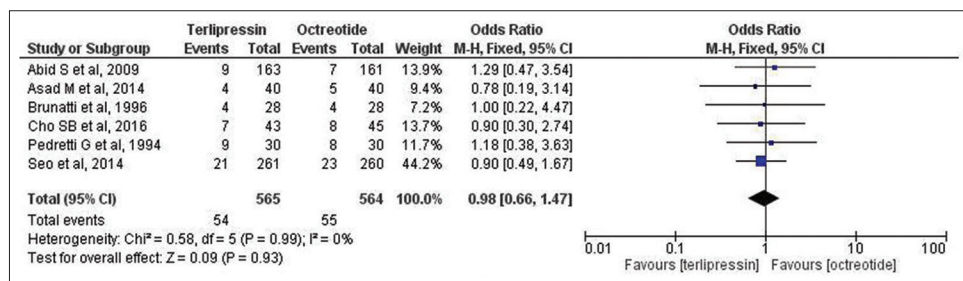 Terlipressin Octreotide Odds Ratio Odds Ratio
Study or Subgroup Events Total Events Total Weight M-H, Fixed, 95% CI M-H, Fixed, 95% CI
Abid S et al, 2009 9 163 7 161 13.9% 1.29 [0.47, 3.54]
Asad M et al, 2014 4 40 5 40 9.4% 0.78 [0.19, 3.14]
Brunatti et al, 1996 4 28 4 28 7.2% 1.00 [0.22, 4.47]
Cho SB et al, 2016 7 43 8 45 13.7% 0.90 [0.30, 2.74]
Pedretti G et al, 1994 9 30 8 30 11.7% 1.18 [0.38, 3.63]
Seo et al, 2014 21 261 23 260 44.2% 0.90 [0.49, 1.67]
Total (95% CI) 565 564 100.0% 0.98 [0.66, 1.47]
Total events 54 55
Heterogeneity: Chi² = 0.58, df = 5 (P = 0.99); I² = 0%
Test for overall effect: Z = 0.09 (P = 0.93)
0.01 0.1 1 10 100
Favours [terlipressin] Favours [octreotide]